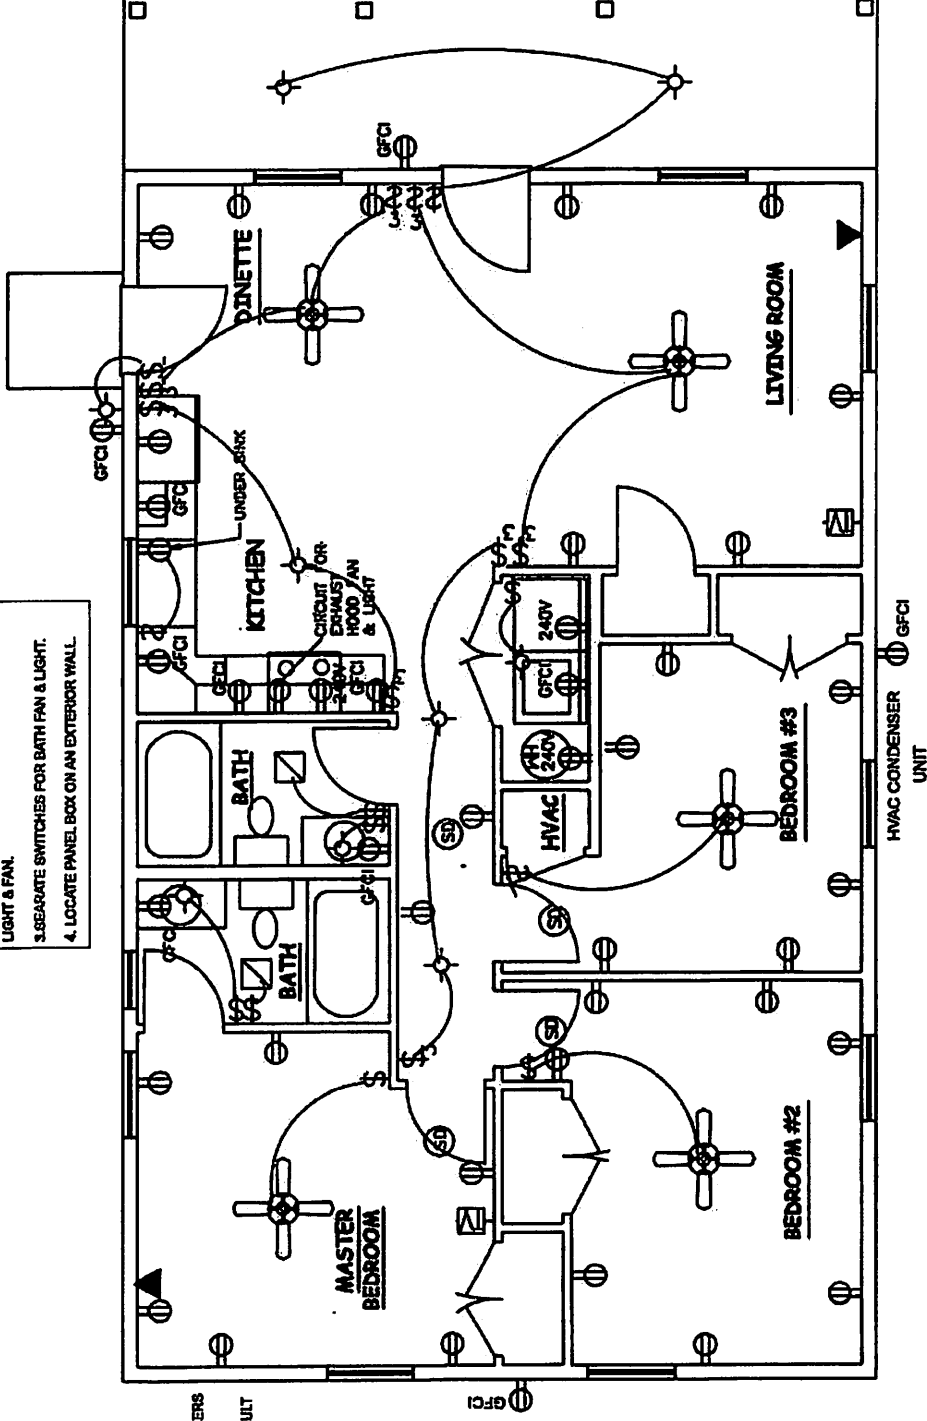 LIGHT & FAN.
3.SEARATE SWITCHES FOR BATH FAN & LIGHT.
4. LOCATE PANEL BOX ON AN EXTERIOR WALL.
GFCI
DINETTE
LIVING ROOM
GFCI
GFCI
UNDER SINK
KITCHEN
CIRCUIT FOR
EXHAUST
HOOD FAN
& LIGHT
GFCI
GFCI
240V
GFCI
240V
GFCI
WH
240V
HVAC
BATH
GFCI
SD
SD
BEDROOM #3
GFCI
HVAC CONDENSER
UNIT
GFCI
BATH
SD
SD
MASTER
BEDROOM
BEDROOM #2
GFCI
ERS
ULT